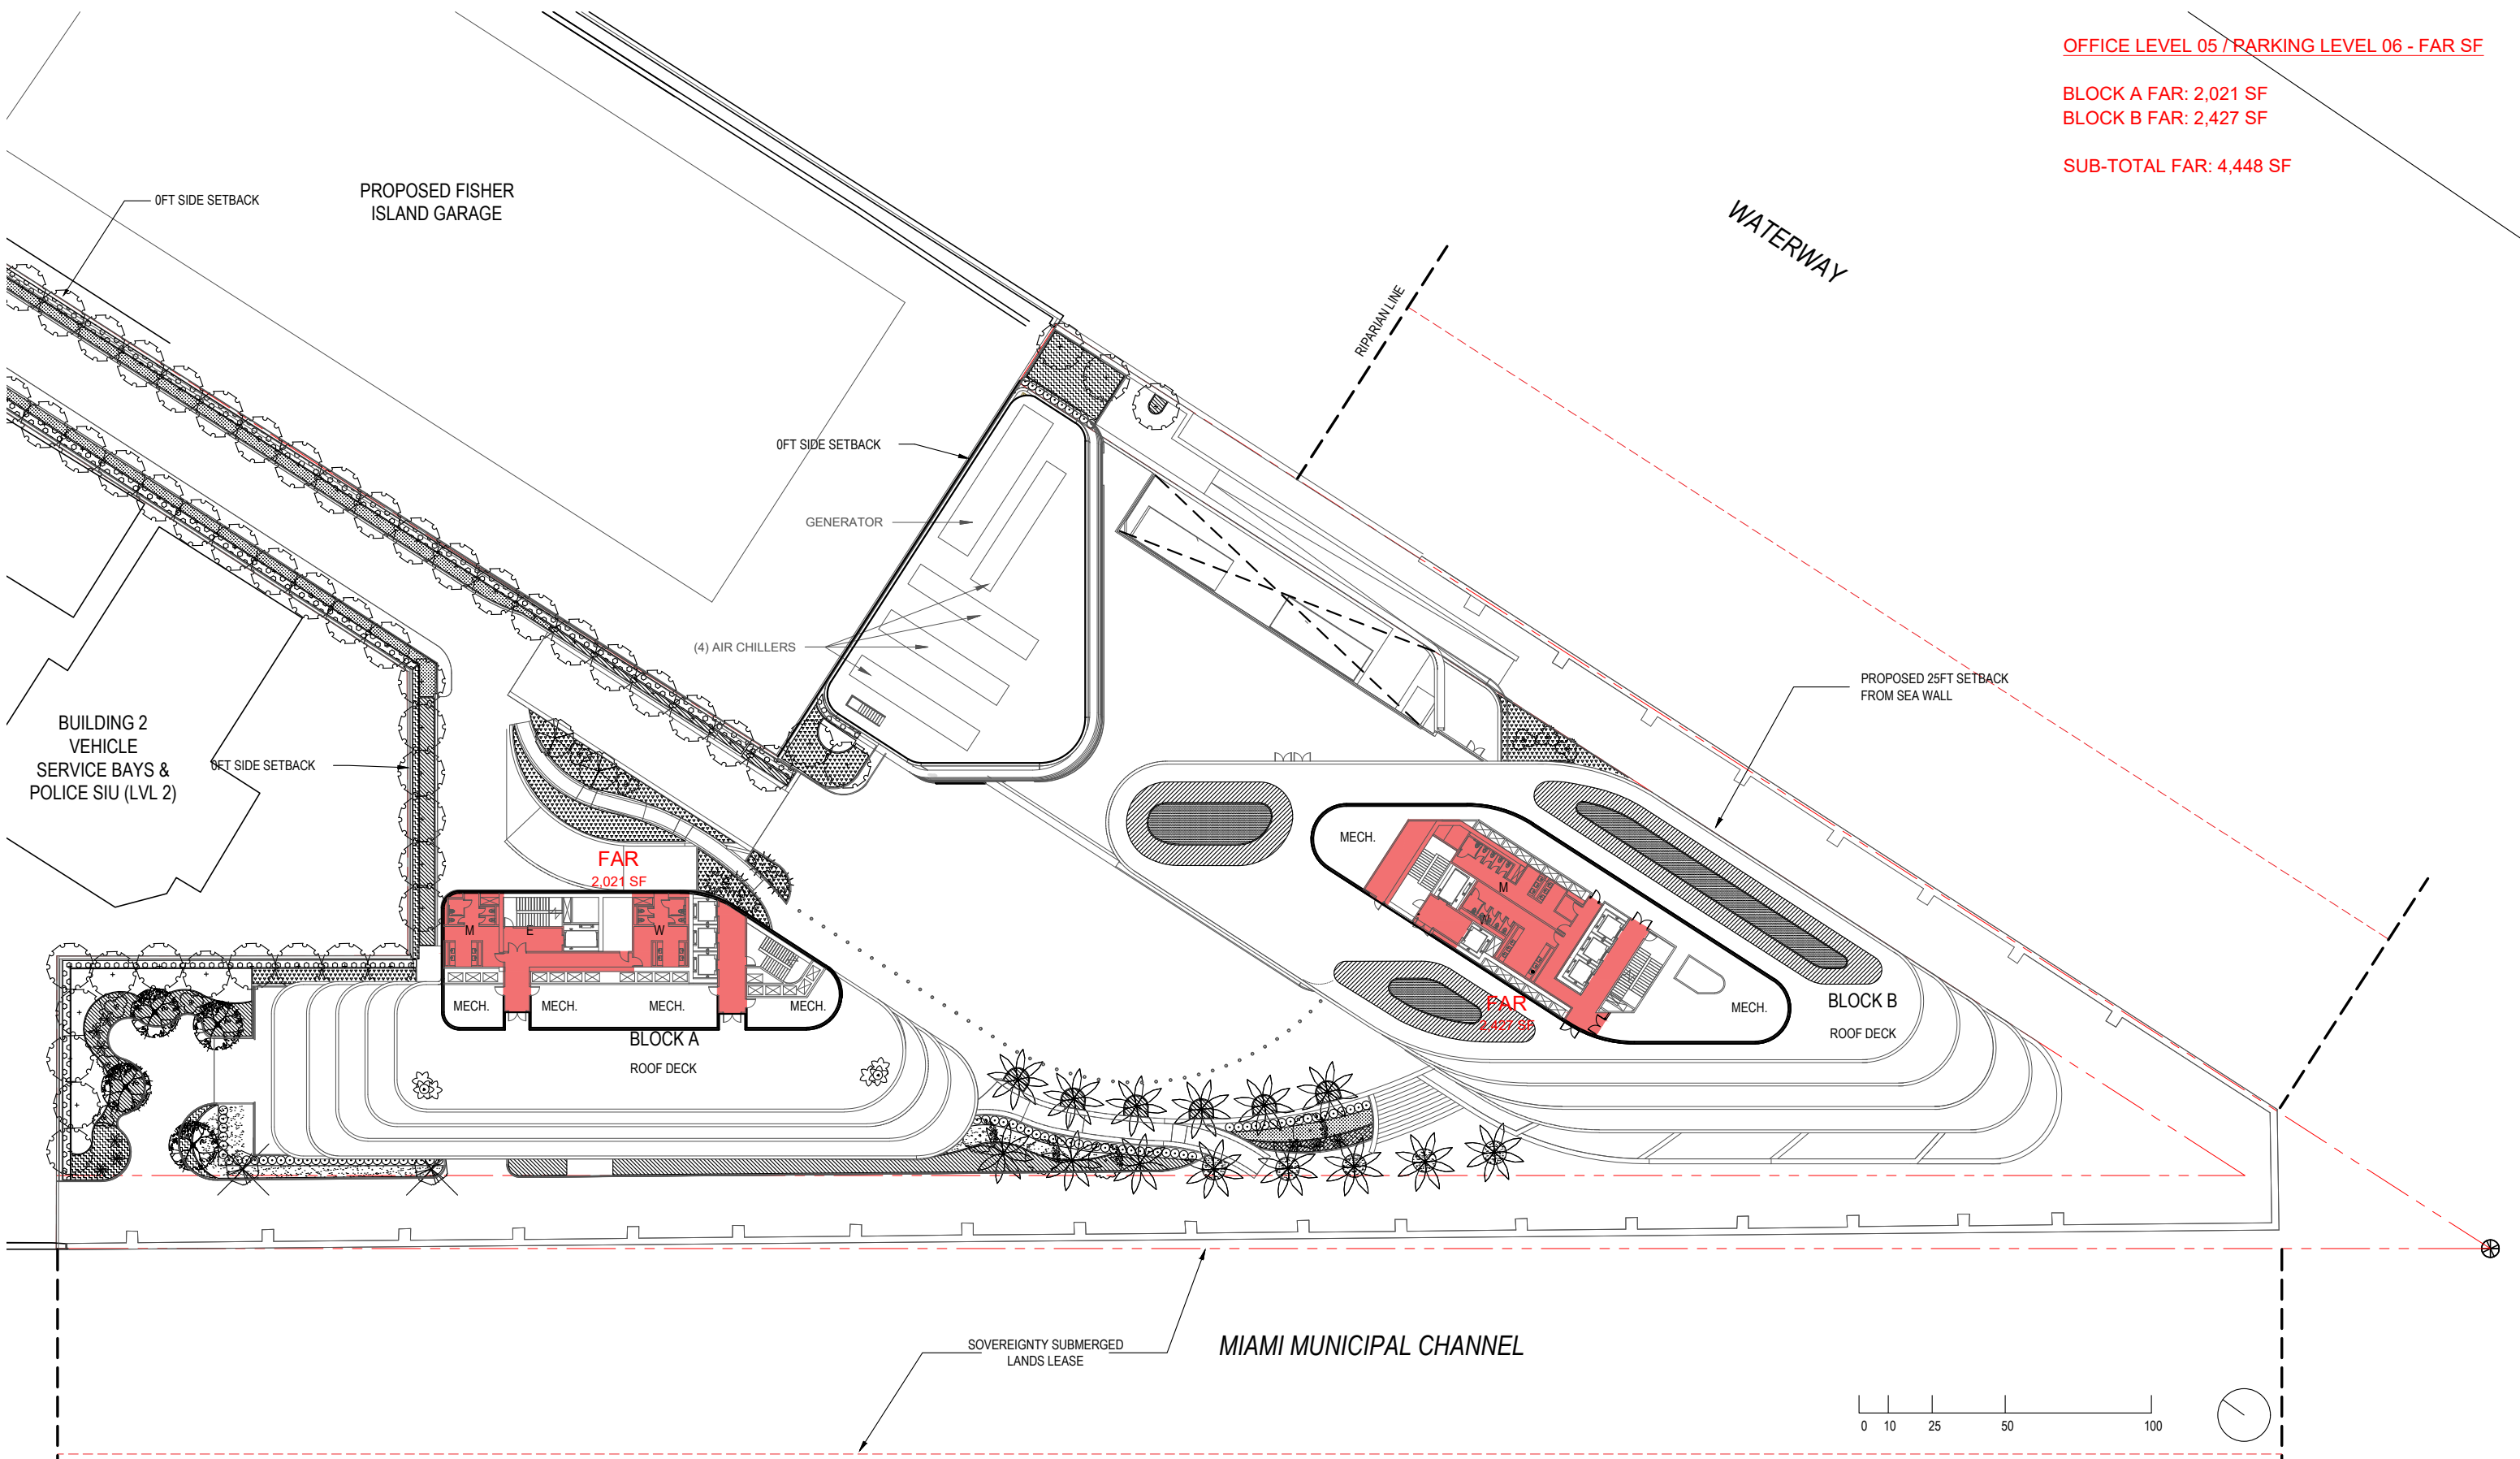 OFFICE LEVEL 05 / PARKING LEVEL 06 - FAR SF
BLOCK A FAR: 2,021 SF
BLOCK B FAR: 2,427 SF
SUB-TOTAL FAR: 4,448 SF
0FT SIDE SETBACK
PROPOSED FISHER
ISLAND GARAGE
WATERWAY
RIPARIAN LINE
0FT SIDE SETBACK
GENERATOR
(4) AIR CHILLERS
PROPOSED 25FT SETBACK
FROM SEA WALL
BUILDING 2
VEHICLE
SERVICE BAYS &
POLICE SIU (LVL 2)
0FT SIDE SETBACK
FAR
2,021 SF
M
E
W
MECH.
MECH.
MECH.
MECH.
BLOCK A
ROOF DECK
MECH.
M
W
FAR
2,427 SF
MECH.
BLOCK B
ROOF DECK
SOVEREIGNTY SUBMERGED
LANDS LEASE
MIAMI MUNICIPAL CHANNEL
0 10 25 50 100